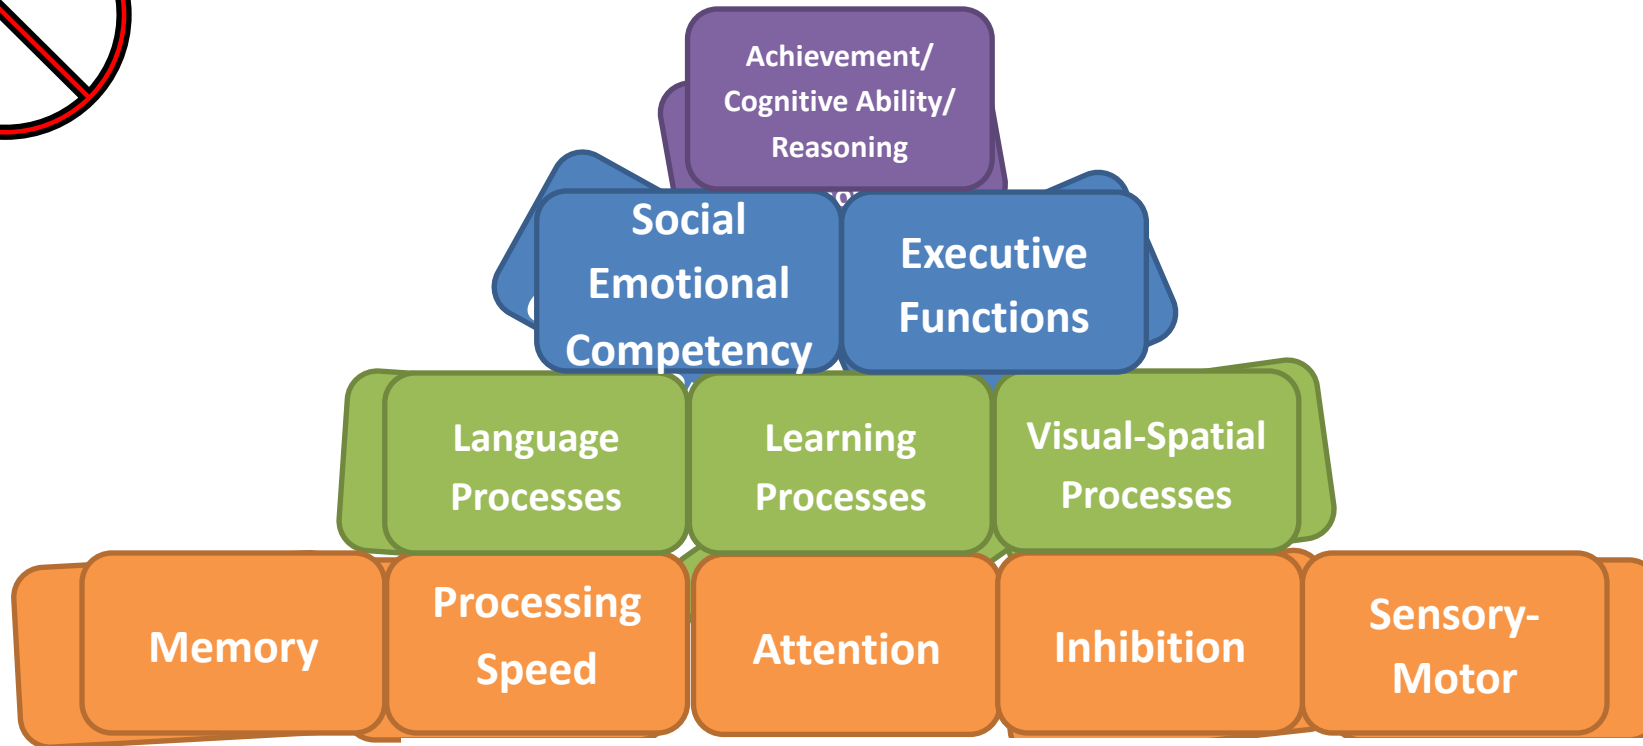 Achievement/
Cognitive Ability/
Reasoning
Social
Emotional
Competency
Executive
Functions
Language
Processes
Learning
Processes
Visual-Spatial
Processes
Memory
Processing
Speed
Attention
Inhibition
Sensory-
Motor